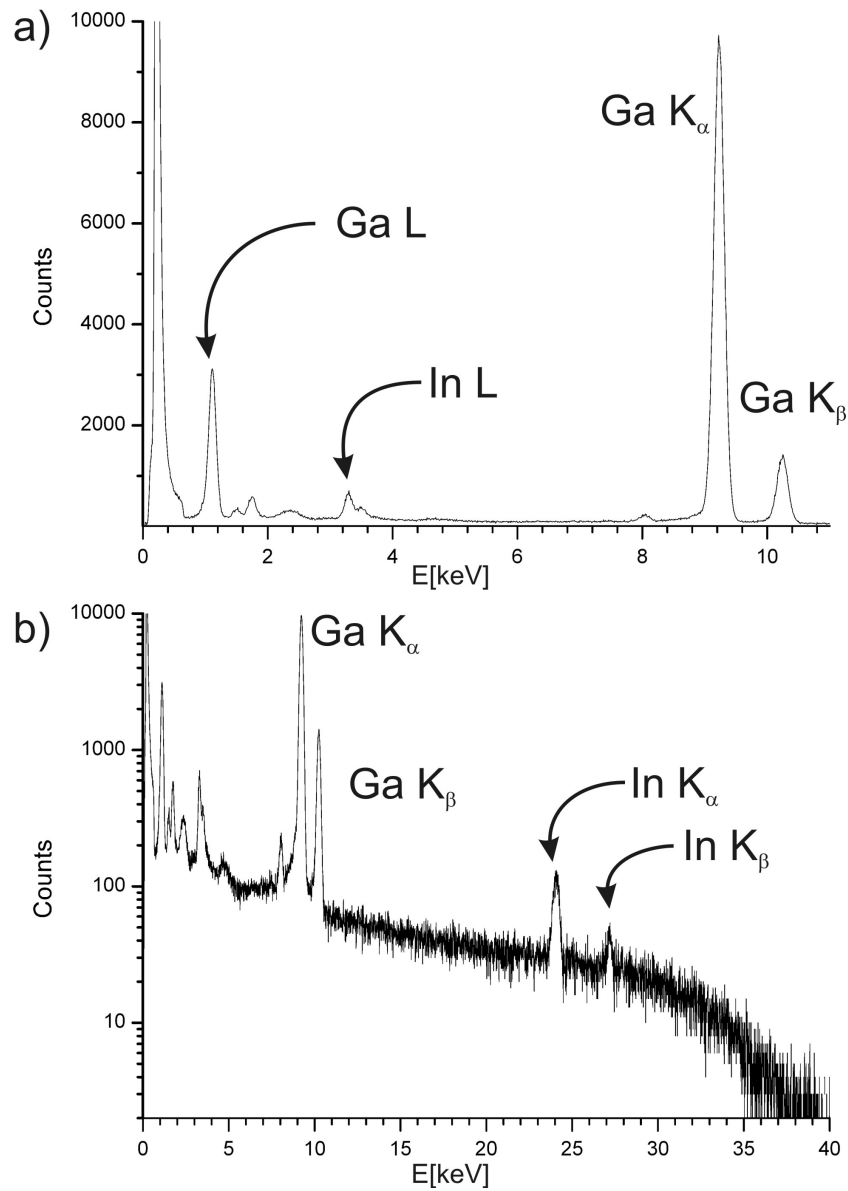 a)
10000
8000
6000
4000
2000
Counts
Ga L
In L
Ga Kα
Ga Kβ
0 2 4 6 8 10
E[keV]
b)
10000
1000
100
10
Counts
Ga Kα
Ga Kβ
In Kα
In Kβ
0 5 10 15 20 25 30 35 40
E[keV]